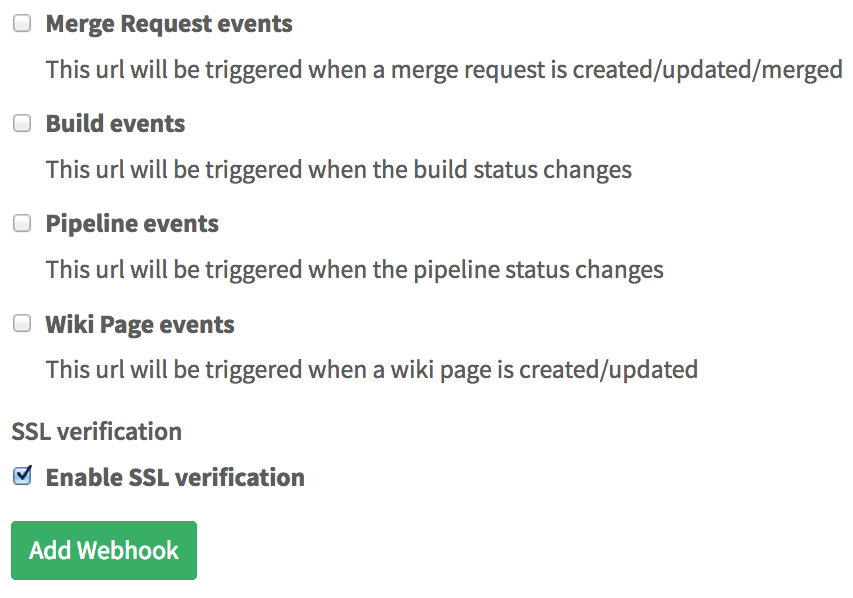 Merge Request events
This url will be triggered when a merge request is created/updated/merged
Build events
This url will be triggered when the build status changes
Pipeline events
This url will be triggered when the pipeline status changes
Wiki Page events
This url will be triggered when a wiki page is created/updated
SSL verification
Enable SSL verification
Add Webhook